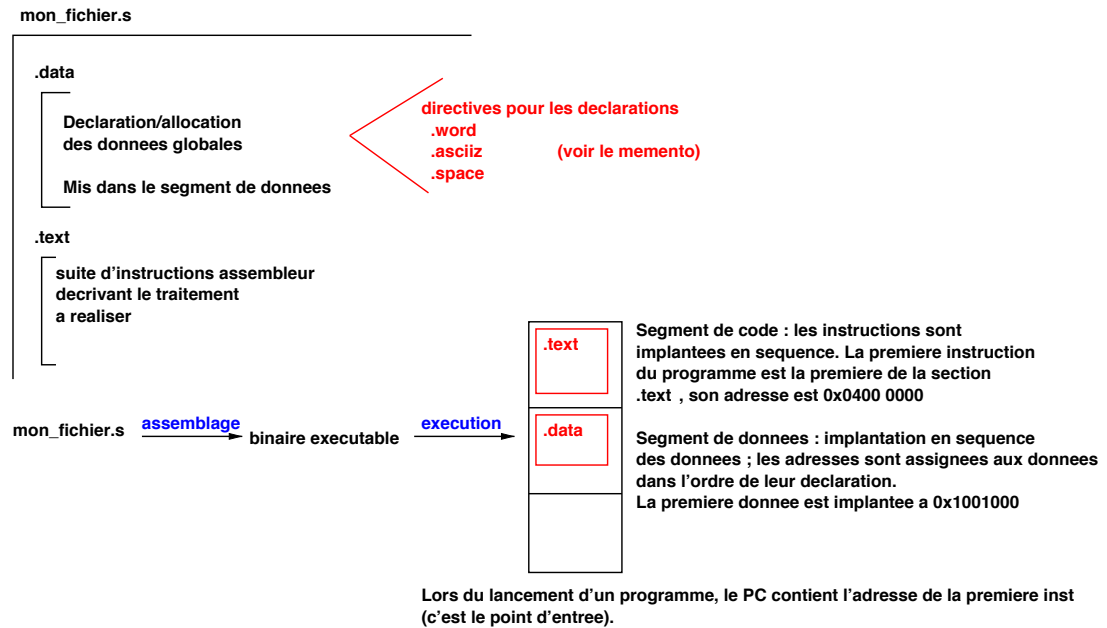 mon_fichier.s
.data
Declaration/allocation
des donnees globales
Mis dans le segment de donnees
directives pour les declarations
.word
.asciiz (voir le memento)
.space
.text
suite d'instructions assembleur
decrivant le traitement
a realiser
mon_fichier.s
assemblage
binaire executable
execution
.text
Segment de code : les instructions sont
implantees en sequence. La premiere instruction
du programme est la premiere de la section
.text , son adresse est 0x0400 0000
.data
Segment de donnees : implantation en sequence
des donnees ; les adresses sont assignees aux donnees
dans l'ordre de leur declaration.
La premiere donnee est implantee a 0x1001000
Lors du lancement d'un programme, le PC contient l'adresse de la premiere inst
(c'est le point d'entree).